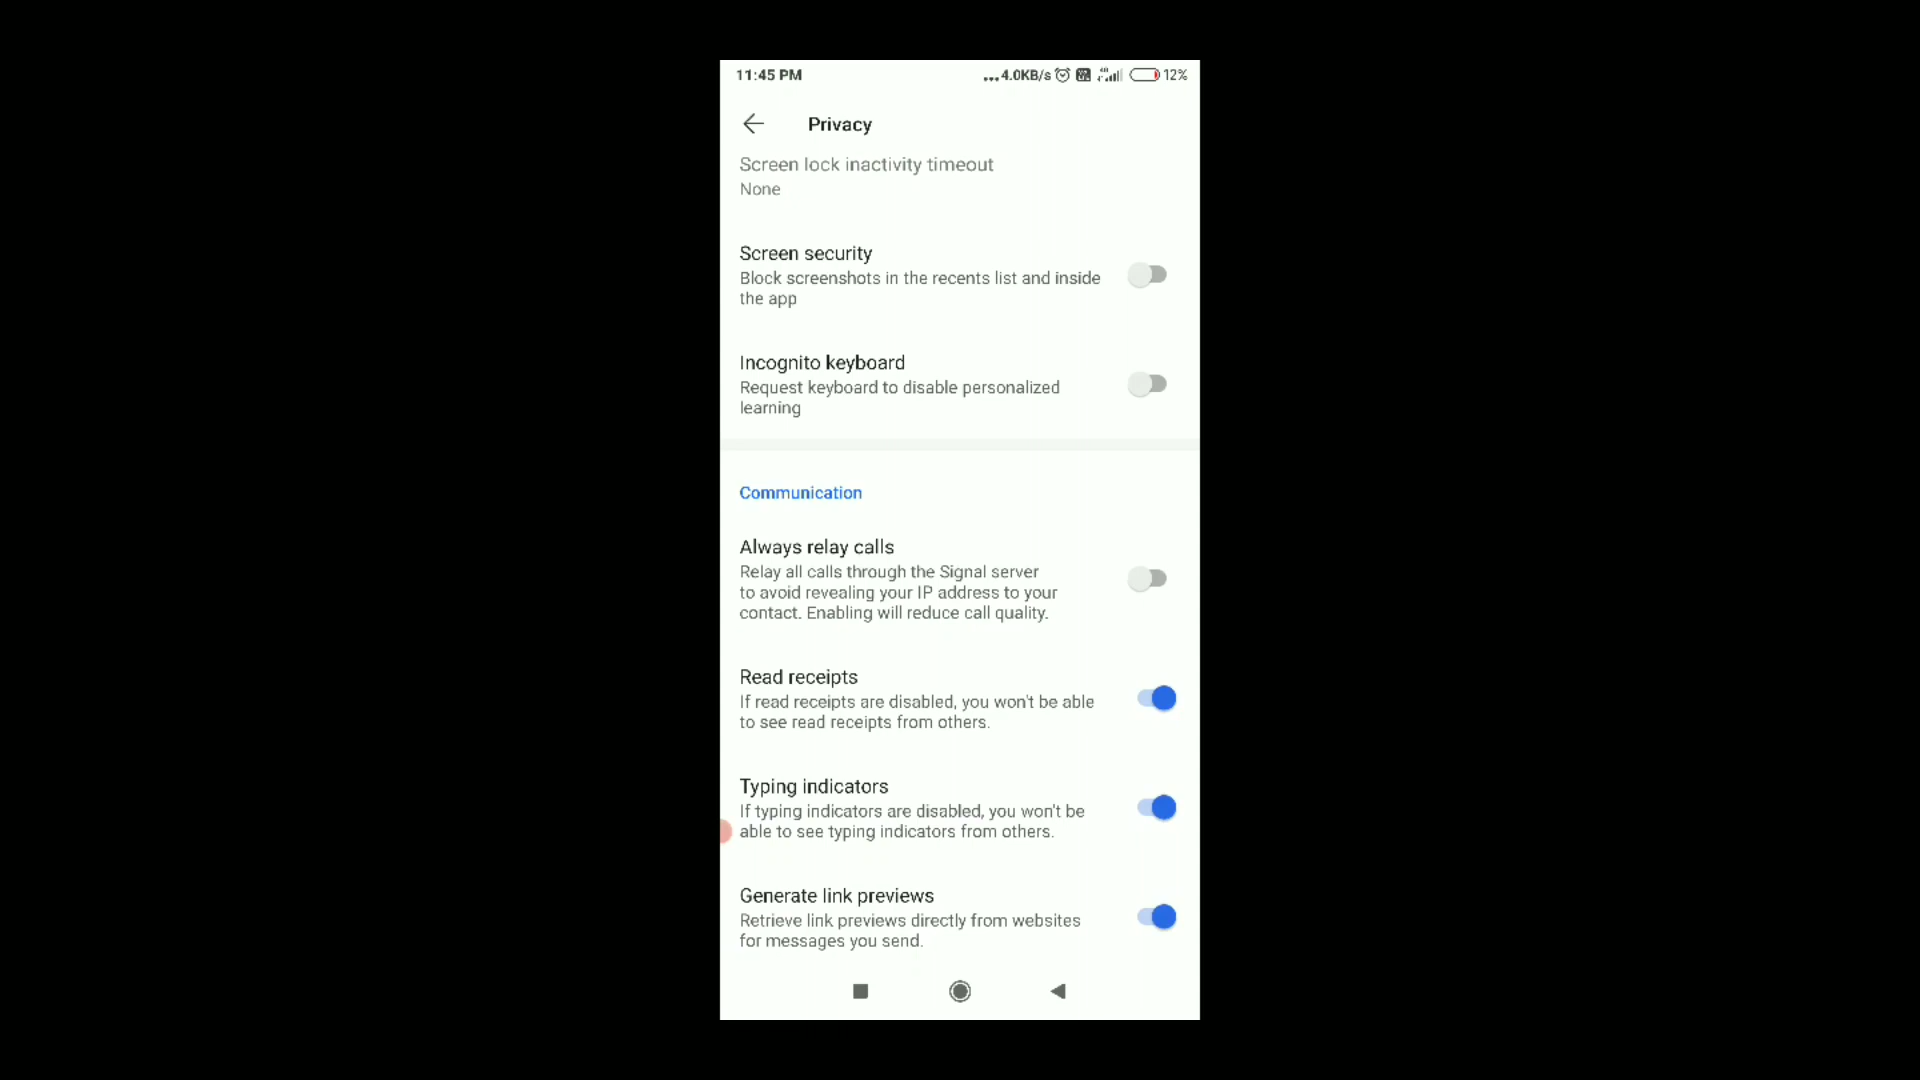 11:45 PM
...4.0KB/s
12%
Privacy
Screen lock inactivity timeout
None
Screen security
Block screenshots in the recents list and inside
the app
Incognito keyboard
Request keyboard to disable personalized
learning
Communication
Always relay calls
Relay all calls through the Signal server
to avoid revealing your IP address to your
contact. Enabling will reduce call quality.
Read receipts
If read receipts are disabled, you won't be able
to see read receipts from others.
Typing indicators
If typing indicators are disabled, you won't be
able to see typing indicators from others.
Generate link previews
Retrieve link previews directly from websites
for messages you send.